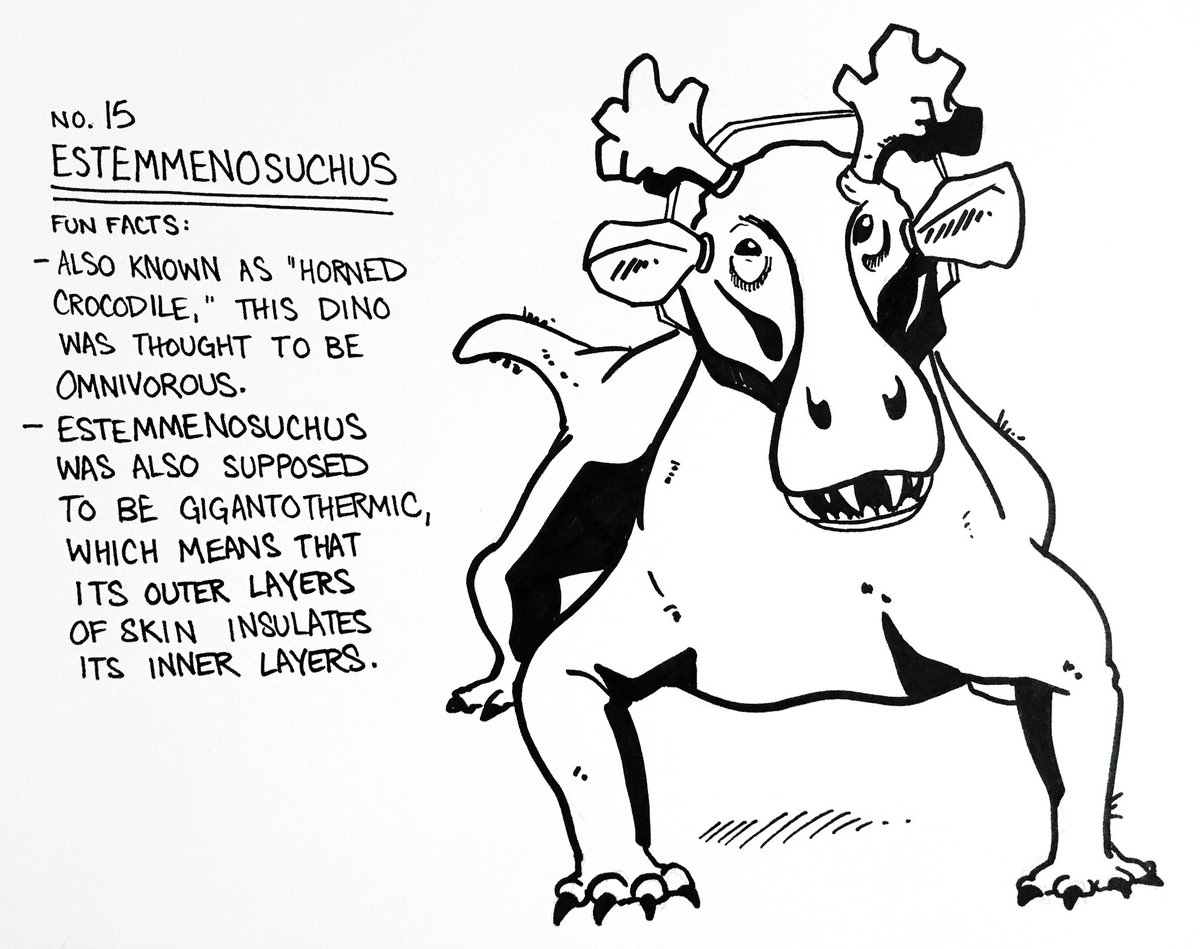 NO. 15
ESTEMMENOSUCHUS
FUN FACTS:
- ALSO KNOWN AS "HORNED
CROCODILE," THIS DINO
WAS THOUGHT TO BE
OMNIVOROUS.
- ESTEMMENOSUCHUS
WAS ALSO SUPPOSED
TO BE GIGANTOTHERMIC,
WHICH MEANS THAT
ITS OUTER LAYERS
OF SKIN INSULATES
ITS INNER LAYERS.